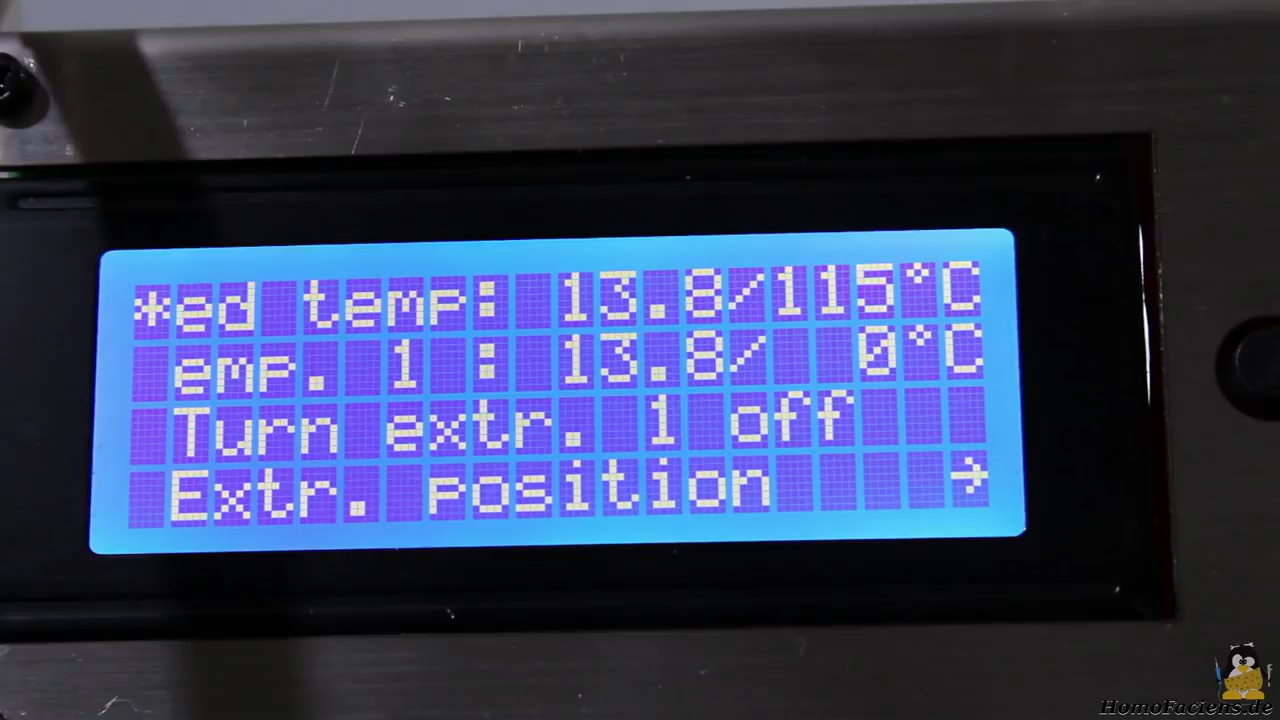 *ed temp: 13.8/115°C
emp. 1 : 13.8/  0°C
Turn extr. 1 off
Extr. position →
HomoFaciens.de